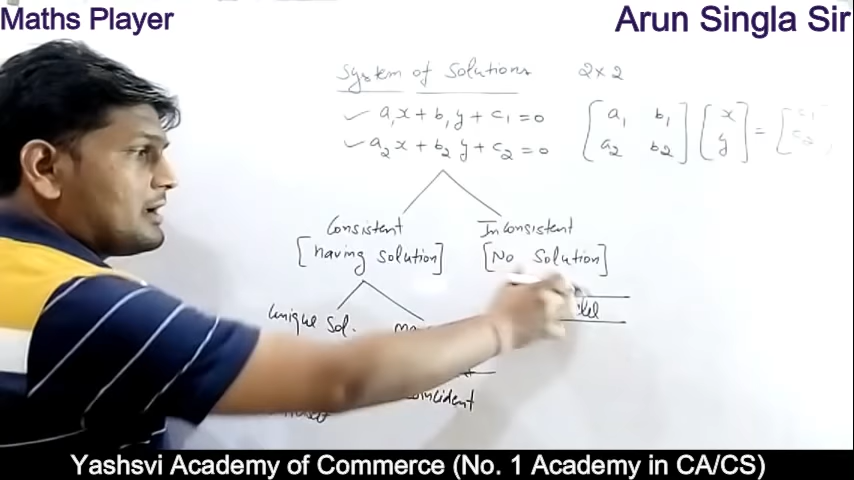 Maths Player
Arun Singla Sir
System of Solutions 2×2
✓ a₁x + b₁y + c₁ = 0 [a₁ b₁] [x] =
✓ a₂x + b₂y + c₂ = 0 [a₂ b₂] [y]
Consistent Inconsistent
[having solution] [No Solution]
Unique Sol.
Yashsvi Academy of Commerce (No. 1 Academy in CA/CS)